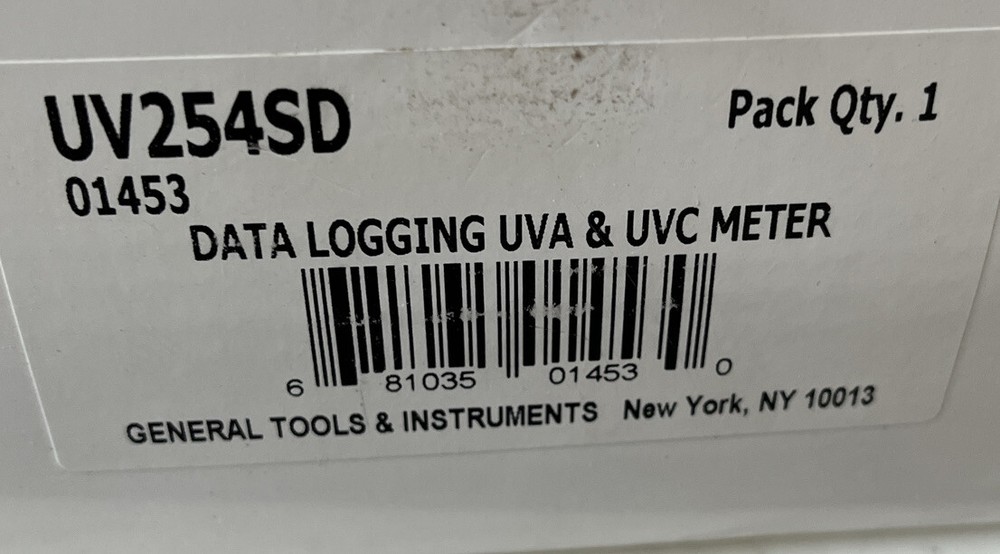 UV254SD
Pack Qty. 1
01453
DATA LOGGING UVA & UVC METER
6 81035 01453 0
GENERAL TOOLS & INSTRUMENTS New York, NY 10013